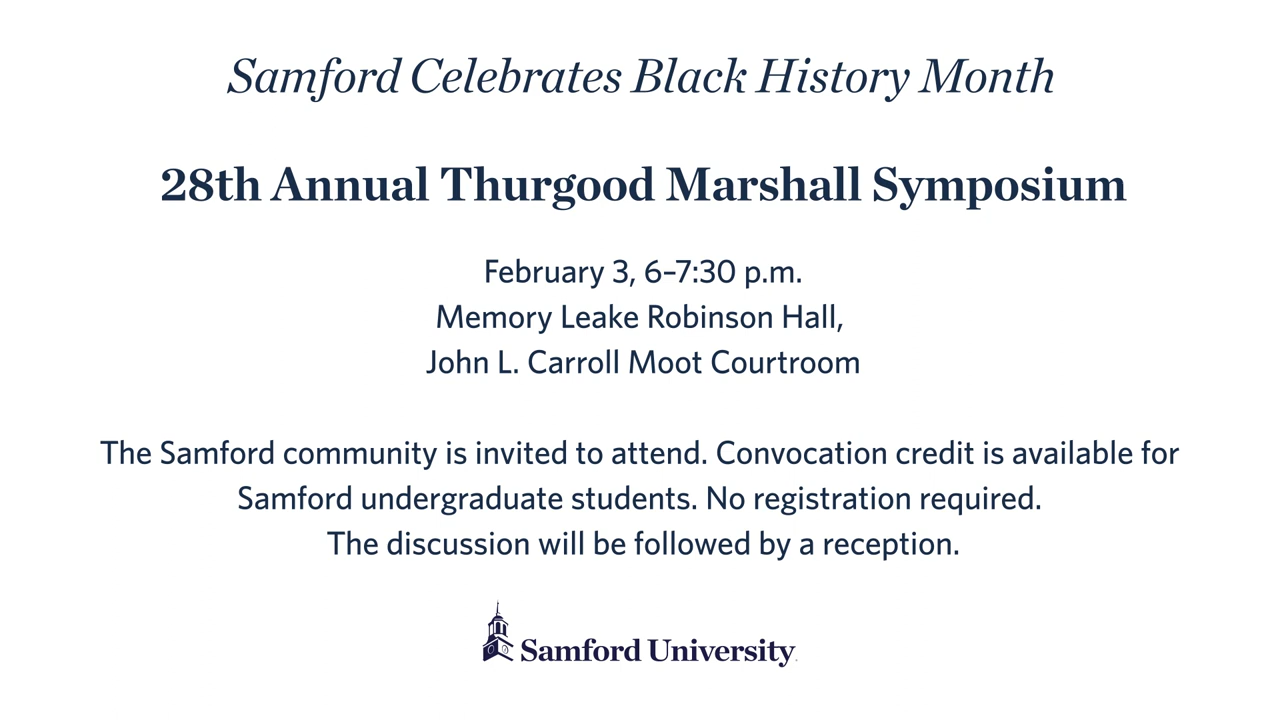 Samford Celebrates Black History Month
28th Annual Thurgood Marshall Symposium
February 3, 6–7:30 p.m.
Memory Leake Robinson Hall,
John L. Carroll Moot Courtroom
The Samford community is invited to attend. Convocation credit is available for
Samford undergraduate students. No registration required.
The discussion will be followed by a reception.
Samford University